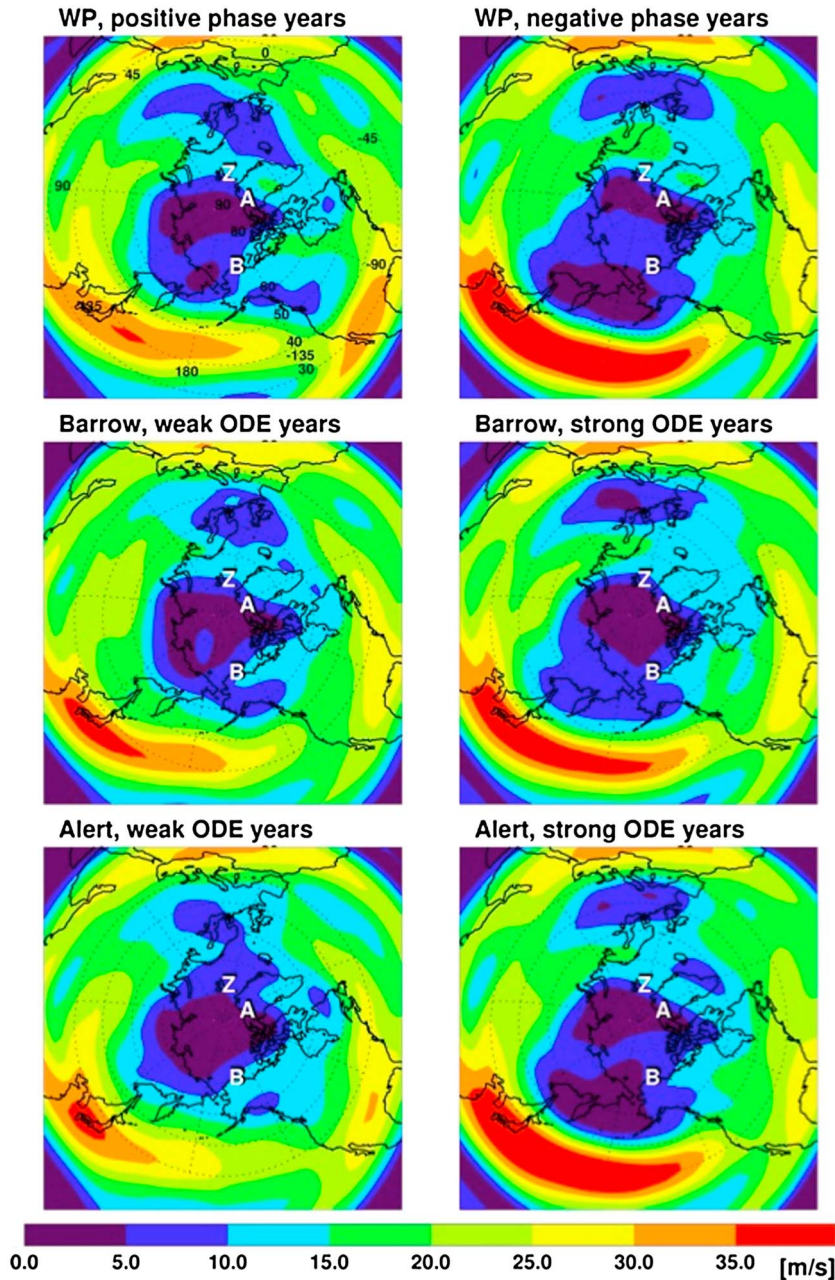 WP, positive phase years
WP, negative phase years
0
45
-45
Z
90
A
90
80
B
70
-90
60
50
135
40
-135
30
180
Z
A
B
Barrow, weak ODE years
Barrow, strong ODE years
Z
A
B
Z
A
B
Alert, weak ODE years
Alert, strong ODE years
Z
A
B
Z
A
B
0.0 5.0 10.0 15.0 20.0 25.0 30.0 35.0 [m/s]